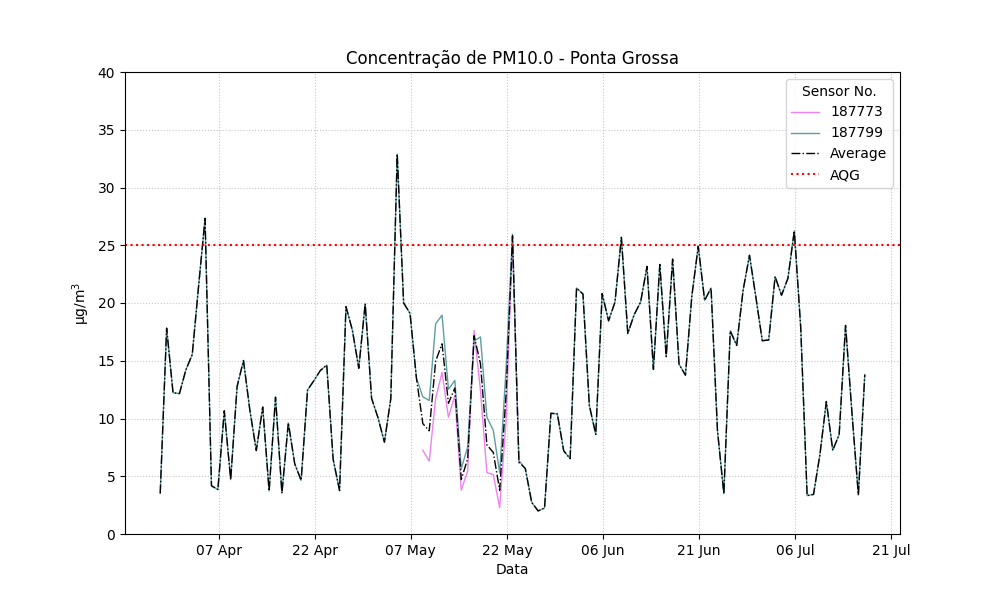 Concentração de PM10.0 - Ponta Grossa
40
35
30
25
20
15
10
5
0
µg/m³
Sensor No.
187773
187799
Average
AQG
07 Apr
22 Apr
07 May
22 May
06 Jun
21 Jun
06 Jul
21 Jul
Data